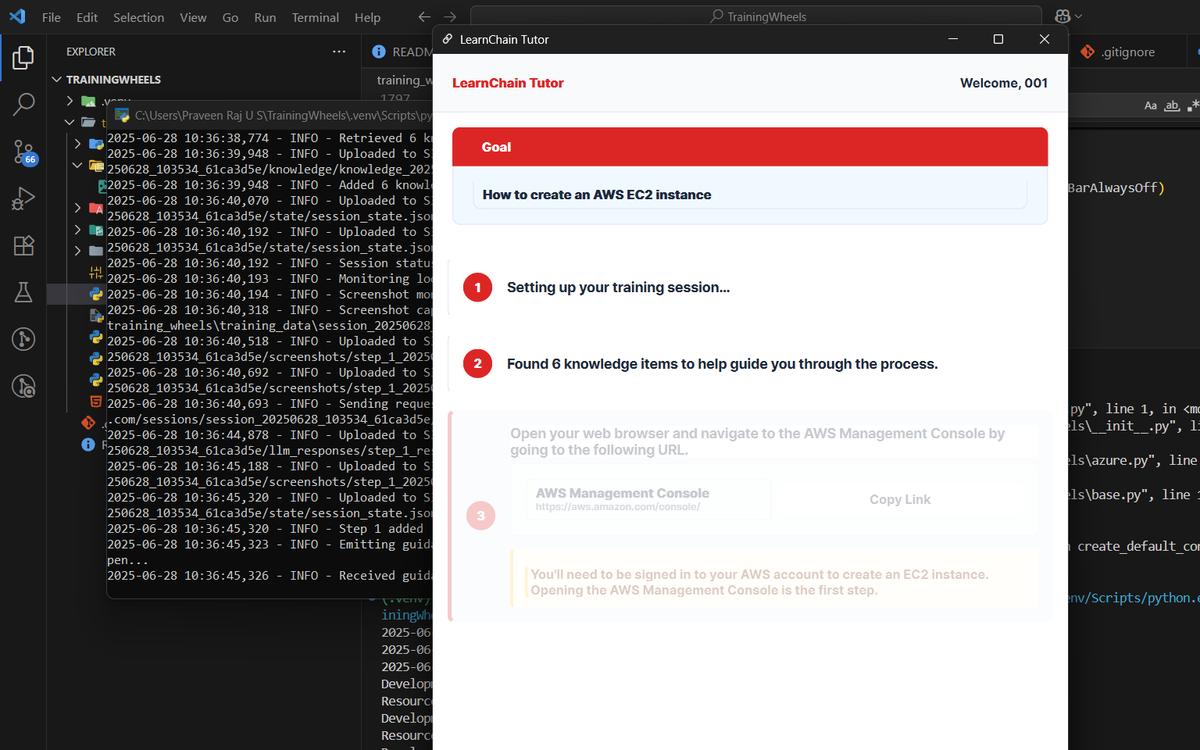 File Edit Selection View Go Run Terminal Help
TrainingWheels
EXPLORER
README
.gitignore
TRAININGWHEELS
.venv
training_w
1797
66
C:\Users\Praveen Raj U S\TrainingWheels\.venv\Scripts\py
2025-06-28 10:36:38,774 - INFO - Retrieved 6 k
2025-06-28 10:36:39,948 - INFO - Uploaded to S
250628_103534_61ca3d5e/knowledge/knowledge_202
2025-06-28 10:36:39,948 - INFO - Added 6 knowl
2025-06-28 10:36:40,070 - INFO - Uploaded to S
250628_103534_61ca3d5e/state/session_state.json
2025-06-28 10:36:40,192 - INFO - Uploaded to S
250628_103534_61ca3d5e/state/session_state.json
2025-06-28 10:36:40,192 - INFO - Session statu
2025-06-28 10:36:40,193 - INFO - Monitoring lo
2025-06-28 10:36:40,194 - INFO - Screenshot mo
2025-06-28 10:36:40,318 - INFO - Screenshot ca
training_wheels\training_data\session_20250628_
2025-06-28 10:36:40,518 - INFO - Uploaded to S
250628_103534_61ca3d5e/screenshots/step_1_2025
2025-06-28 10:36:40,692 - INFO - Uploaded to S
250628_103534_61ca3d5e/screenshots/step_1_2025
2025-06-28 10:36:40,693 - INFO - Sending reque
.com/sessions/session_20250628_103534_61ca3d5e
2025-06-28 10:36:44,878 - INFO - Uploaded to S
250628_103534_61ca3d5e/llm_responses/step_1_re
2025-06-28 10:36:45,188 - INFO - Uploaded to S
250628_103534_61ca3d5e/screenshots/step_1_2025
2025-06-28 10:36:45,320 - INFO - Uploaded to S
250628_103534_61ca3d5e/state/session_state.json
2025-06-28 10:36:45,320 - INFO - Step 1 added
2025-06-28 10:36:45,323 - INFO - Emitting guid
pen...
2025-06-28 10:36:45,326 - INFO - Received guid
(.venv)
iningWh
2025-06
2025-06
2025-06
Develop
Resourc
Develop
Resourc
LearnChain Tutor
LearnChain Tutor
Welcome, 001
Goal
How to create an AWS EC2 instance
1
Setting up your training session...
2
Found 6 knowledge items to help guide you through the process.
3
Open your web browser and navigate to the AWS Management Console by
going to the following URL.
AWS Management Console
https://aws.amazon.com/console/
Copy Link
You'll need to be signed in to your AWS account to create an EC2 instance.
Opening the AWS Management Console is the first step.
Aa ab
BarAlwaysOff)
py", line 1, in <mo
els\__init__.py", li
els\azure.py", line
els\base.py", line 1
create_default_con
env/Scripts/python.e